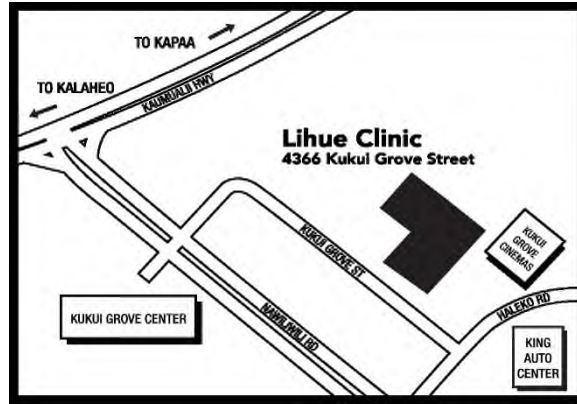 TO KAPAA
TO KALAHEO
KAUMUALII HWY
Lihue Clinic
4366 Kukui Grove Street
KUKUI
GROVE
CINEMAS
KUKUI GROVE ST
HALEKO RD
KUKUI GROVE CENTER
NAWILIWILI RD
KING
AUTO
CENTER